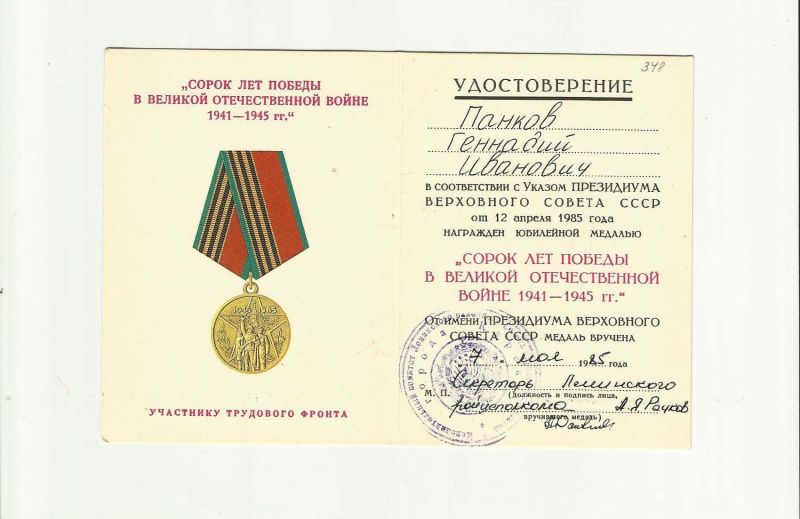 „СОРОК ЛЕТ ПОБЕДЫ
В ВЕЛИКОЙ ОТЕЧЕСТВЕННОЙ ВОЙНЕ
1941—1945 гг.“
1945 1985
УЧАСТНИКУ ТРУДОВОГО ФРОНТА
348
УДОСТОВЕРЕНИЕ
Панков
Геннадий
Иванович
В СООТВЕТСТВИИ С УКАЗОМ ПРЕЗИДИУМА
ВЕРХОВНОГО СОВЕТА СССР
от 12 апреля 1985 года
НАГРАЖДЕН ЮБИЛЕЙНОЙ МЕДАЛЬЮ
„СОРОК ЛЕТ ПОБЕДЫ
В ВЕЛИКОЙ ОТЕЧЕСТВЕННОЙ
ВОЙНЕ 1941—1945 гг.“
ОТ ИМЕНИ ПРЕЗИДИУМА ВЕРХОВНОГО
СОВЕТА СССР МЕДАЛЬ ВРУЧЕНА
7 мая 1985 года
Секретарь Ленинского
М. П. (должность и подпись лица,
райисполкома А.Я. Рачков
вручившего медаль)